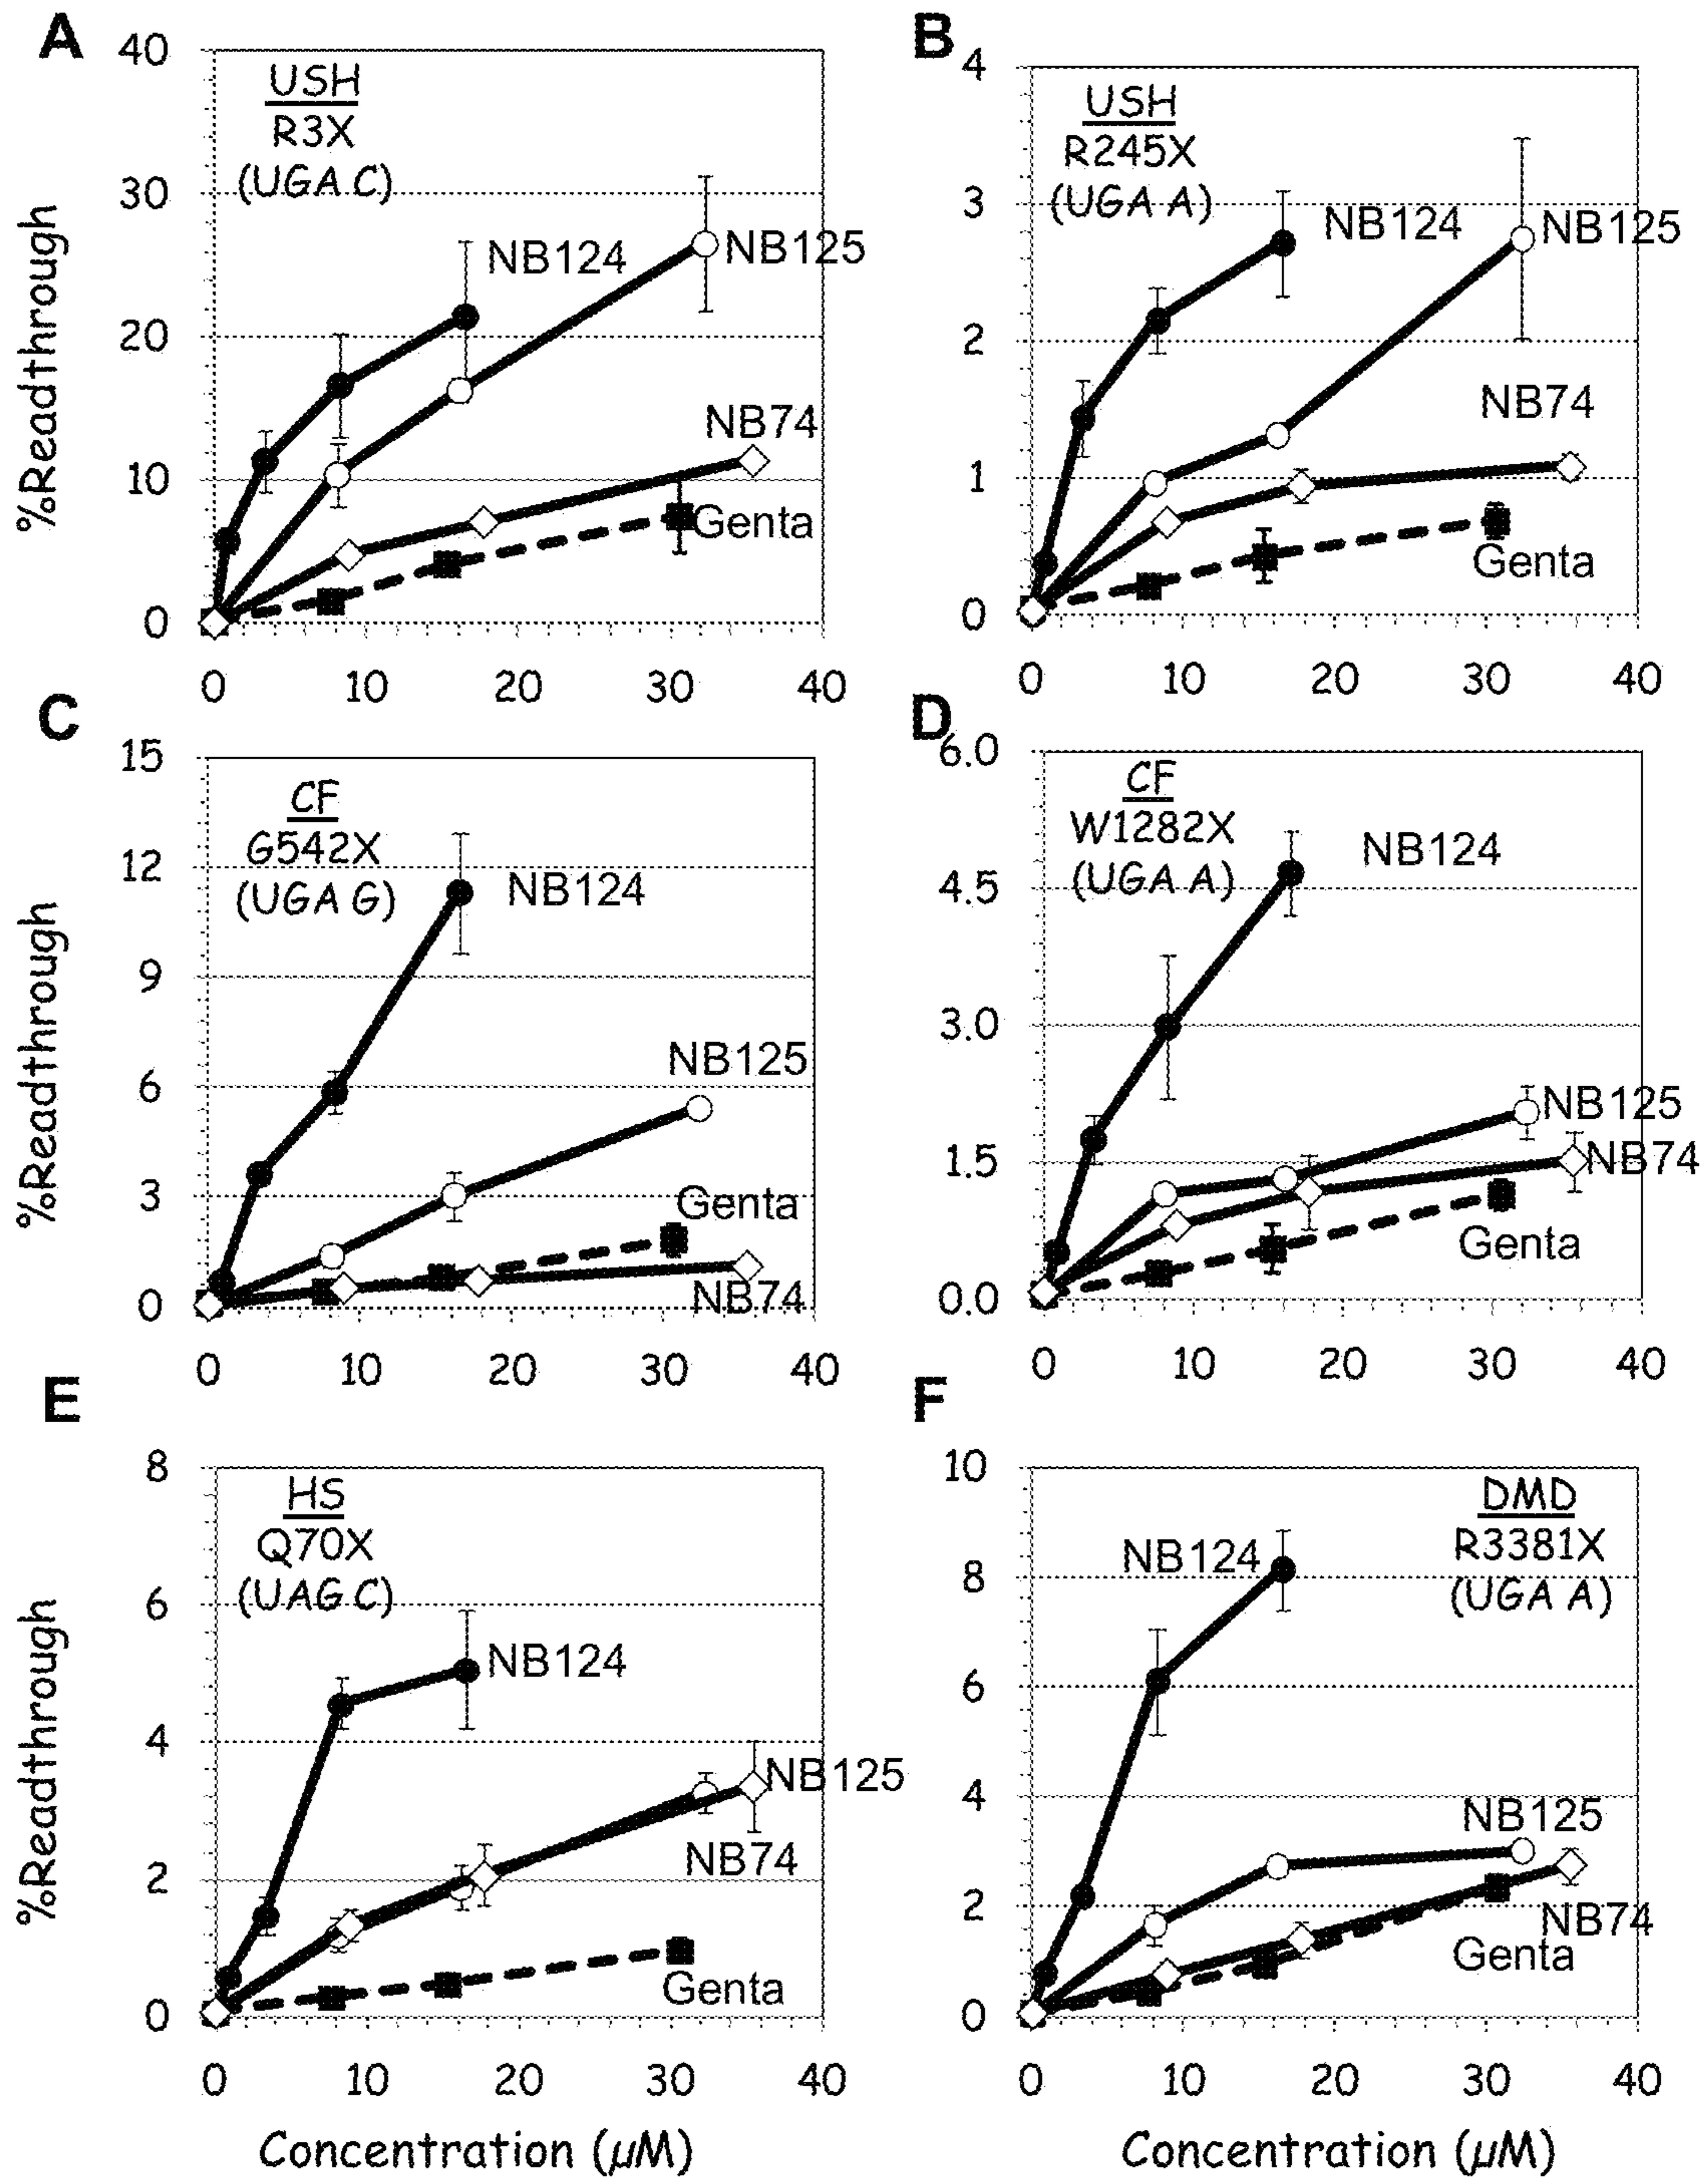 A
40
30
20
10
0
%Readthrough
USH
R3X
(UGA C)
NB124
NB125
NB74
Genta
0 10 20 30 40
B
4
3
2
1
0
USH
R245X
(UGA A)
NB124
NB125
NB74
Genta
0 10 20 30 40
C
15
12
9
6
3
0
%Readthrough
CF
G542X
(UGA G)
NB124
NB125
Genta
NB74
0 10 20 30 40
D
6.0
4.5
3.0
1.5
0.0
CF
W1282X
(UGA A)
NB124
NB125
NB74
Genta
0 10 20 30 40
E
8
6
4
2
0
%Readthrough
HS
Q70X
(UAG C)
NB124
NB125
NB74
Genta
0 10 20 30 40
Concentration (µM)
F
10
8
6
4
2
0
DMD
R3381X
(UGA A)
NB124
NB125
NB74
Genta
0 10 20 30 40
Concentration (µM)